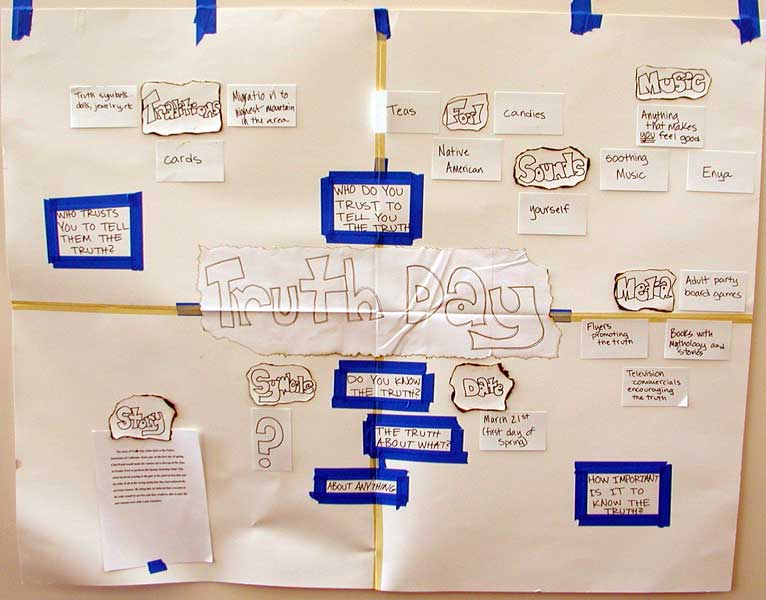 Truth symbols
dolls, jewelry, etc
Traditions
Migration to
highest mountain
in the area
cards
WHO TRUSTS
YOU TO TELL
THEM THE
TRUTH?
WHO DO YOU
TRUST TO
TELL YOU
THE TRUTH
Teas
Food
candies
Native
American
Music
Anything
that makes
you feel good
Sounds
Soothing
Music
Enya
yourself
Truth Day
Media
Adult party
board games
Flyers
promoting
the truth
Books with
Mythology and
stories
Television
commercials
encouraging
the truth
Story
Symbols
?
DO YOU KNOW
THE TRUTH?
THE TRUTH
ABOUT WHAT?
ABOUT ANYTHING
Date
March 21st
(first day of
Spring)
HOW IMPORTANT
IS IT TO
KNOW THE
TRUTH?